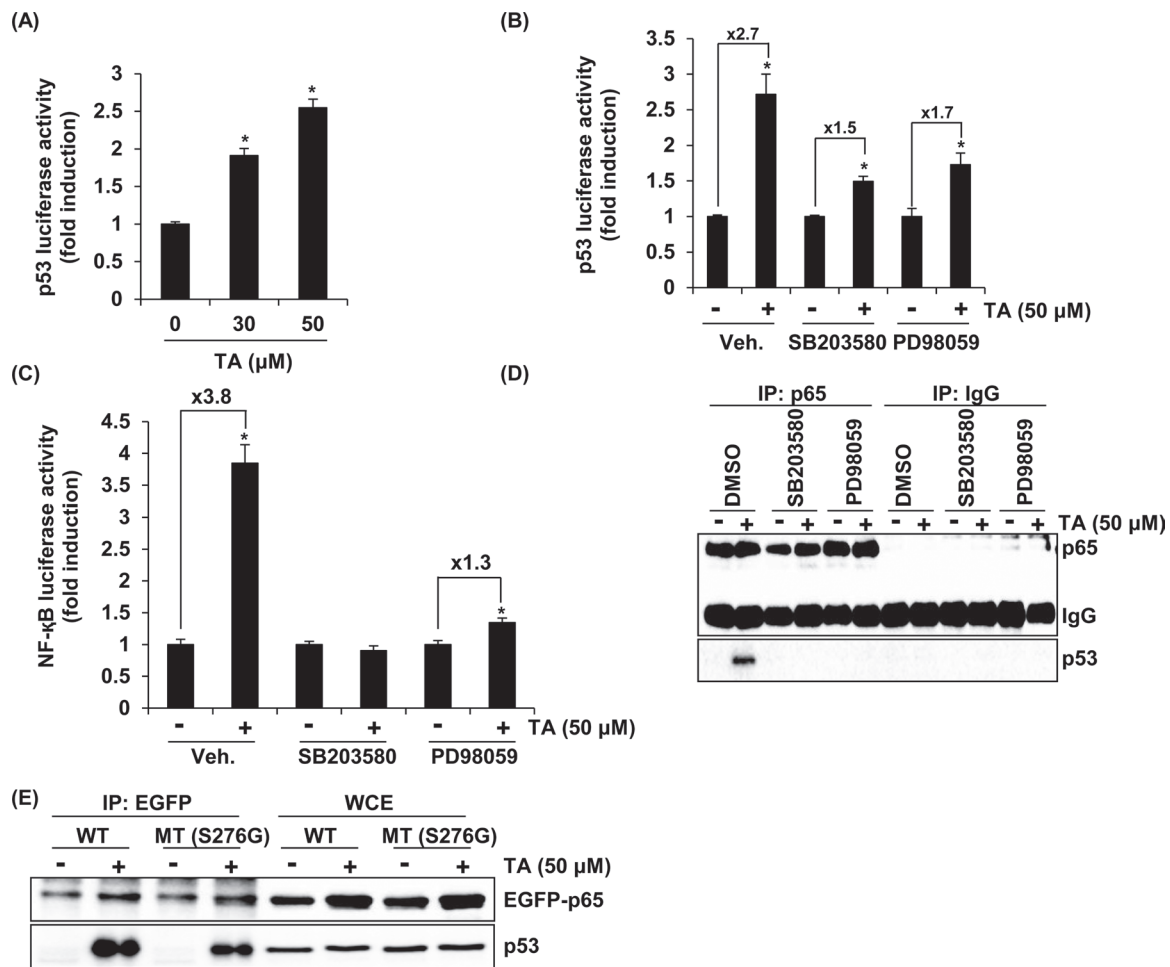 (A)
p53 luciferase activity
(fold induction)
3
2.5
2
1.5
1
0.5
0
*
*
0 30 50
TA (µM)
(B)
p53 luciferase activity
(fold induction)
3.5
3
2.5
2
1.5
1
0.5
0
x2.7
*
x1.5
*
x1.7
*
- + - + - + TA (50 µM)
Veh. SB203580 PD98059
(C)
NF-κB luciferase activity
(fold induction)
4.5
4
3.5
3
2.5
2
1.5
1
0.5
0
x3.8
*
x1.3
*
- + - + - + TA (50 µM)
Veh. SB203580 PD98059
(D)
IP: p65 IP: IgG
DMSO SB203580 PD98059 DMSO SB203580 PD98059
- + - + - + - + - + - + TA (50 µM)
p65
IgG
p53
(E)
IP: EGFP WCE
WT MT (S276G) WT MT (S276G)
- + - + - + - + TA (50 µM)
EGFP-p65
p53